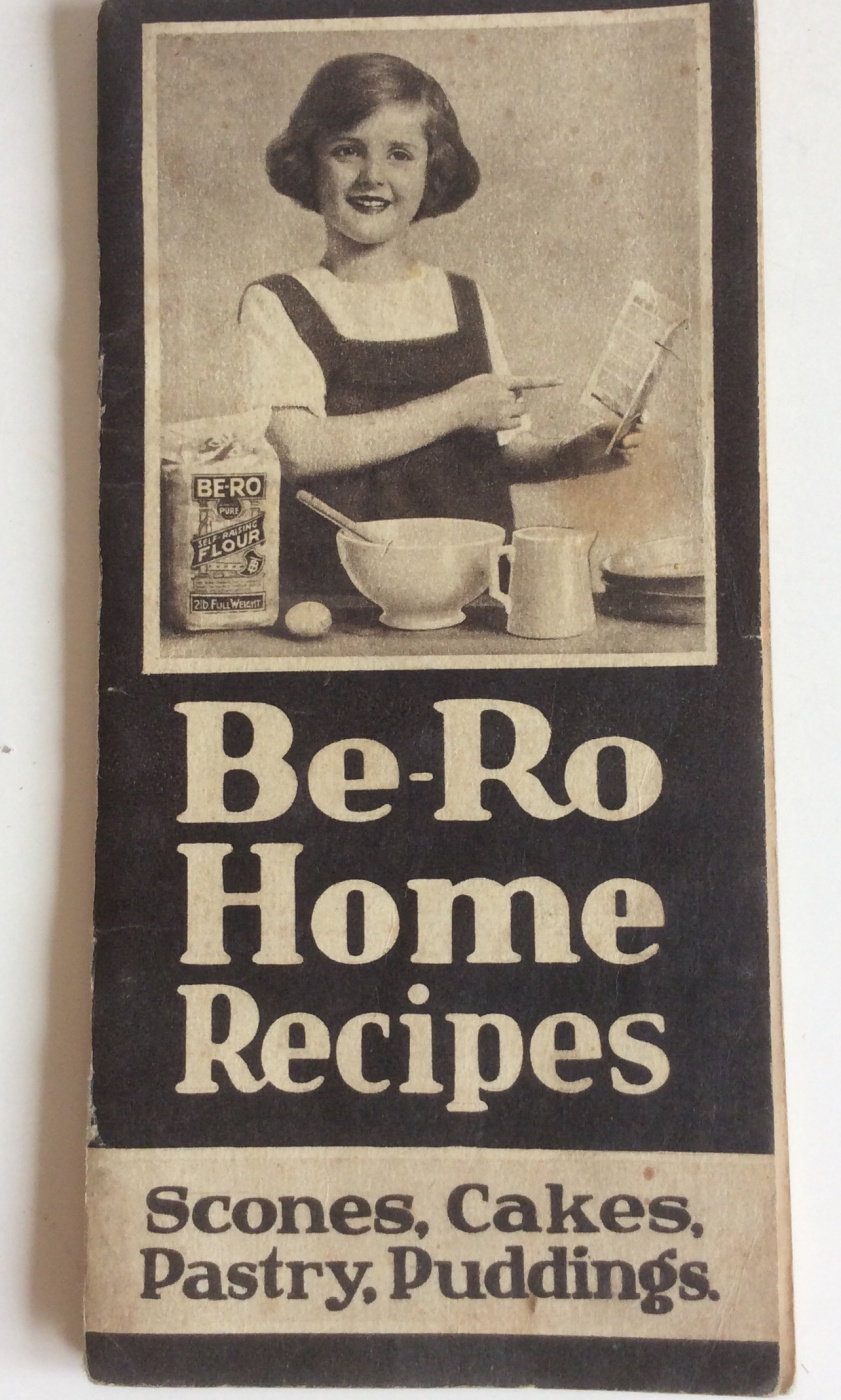 BE-RO
PURE
SELF-RAISING
FLOUR
2LB FULL WEIGHT
Be-Ro
Home
Recipes
Scones, Cakes,
Pastry, Puddings.